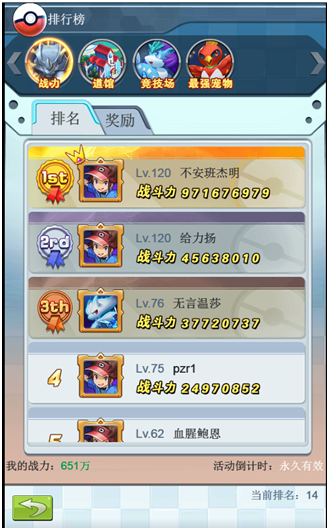 排行榜
战力 道馆 竞技场 最强宠物
排名 奖励
1st Lv.120 不安班杰明
战斗力 971676979
2rd Lv.120 给力扬
战斗力 45638010
3th Lv.76 无言温莎
战斗力 37720737
4 Lv.75 pzr1
战斗力 24970852
5 Lv.62 血腥鲍恩
我的战力：651万 活动倒计时：永久有效
当前排名：14